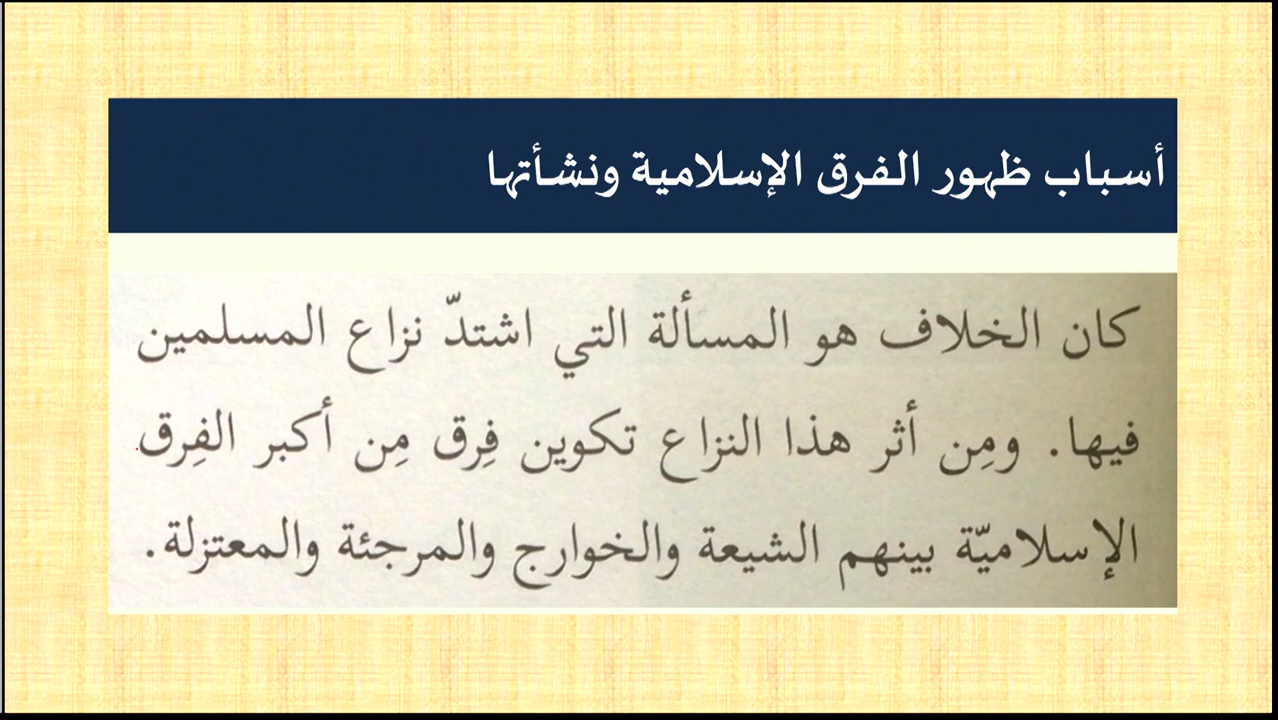 أسباب ظهور الفرق الإسلامية ونشأتها
كان الخلاف هو المسألة التي اشتدّ نزاع المسلمين
فيها. ومِن أثر هذا النزاع تكوين فِرق مِن أكبر الفِرق
الإسلاميّة بينهم الشيعة والخوارج والمرجئة والمعتزلة.